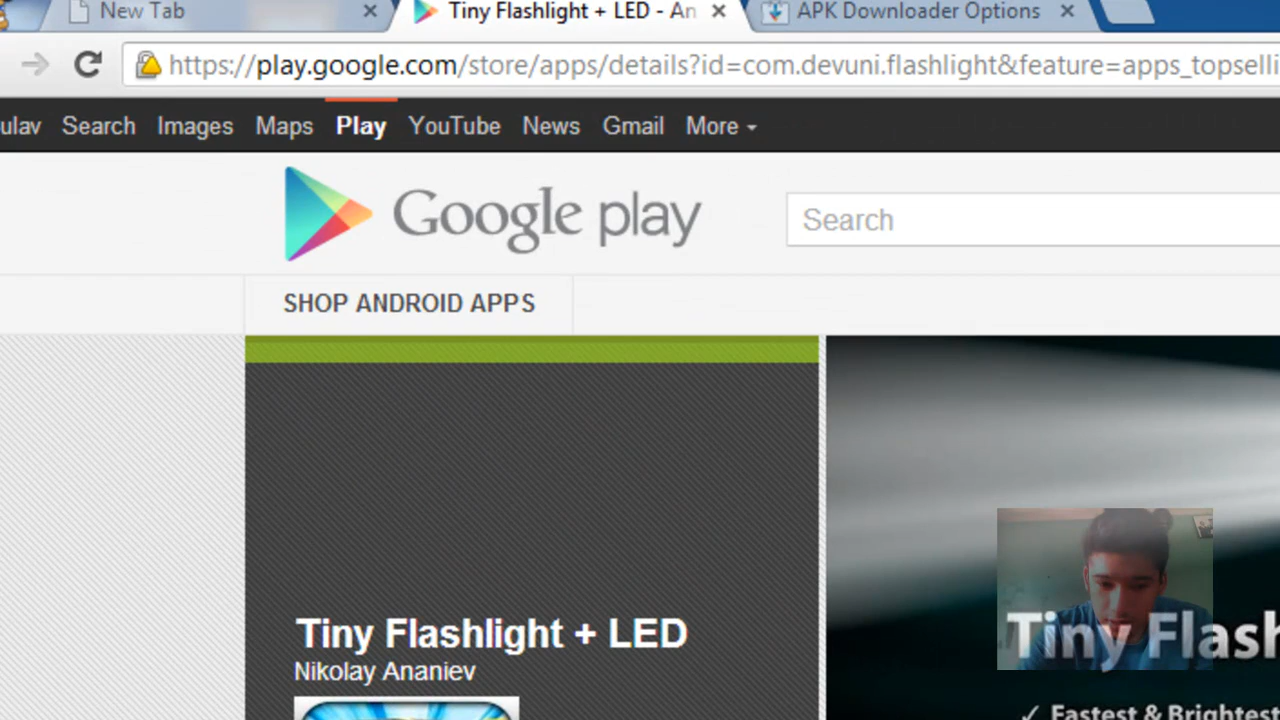 New Tab
Tiny Flashlight + LED - An
APK Downloader Options
https://play.google.com/store/apps/details?id=com.devuni.flashlight&feature=apps_topselli
ulav Search Images Maps Play YouTube News Gmail More
Google play
Search
SHOP ANDROID APPS
Tiny Flashlight + LED
Nikolay Ananiev
Tiny Flash
✓ Fastest & Brightest